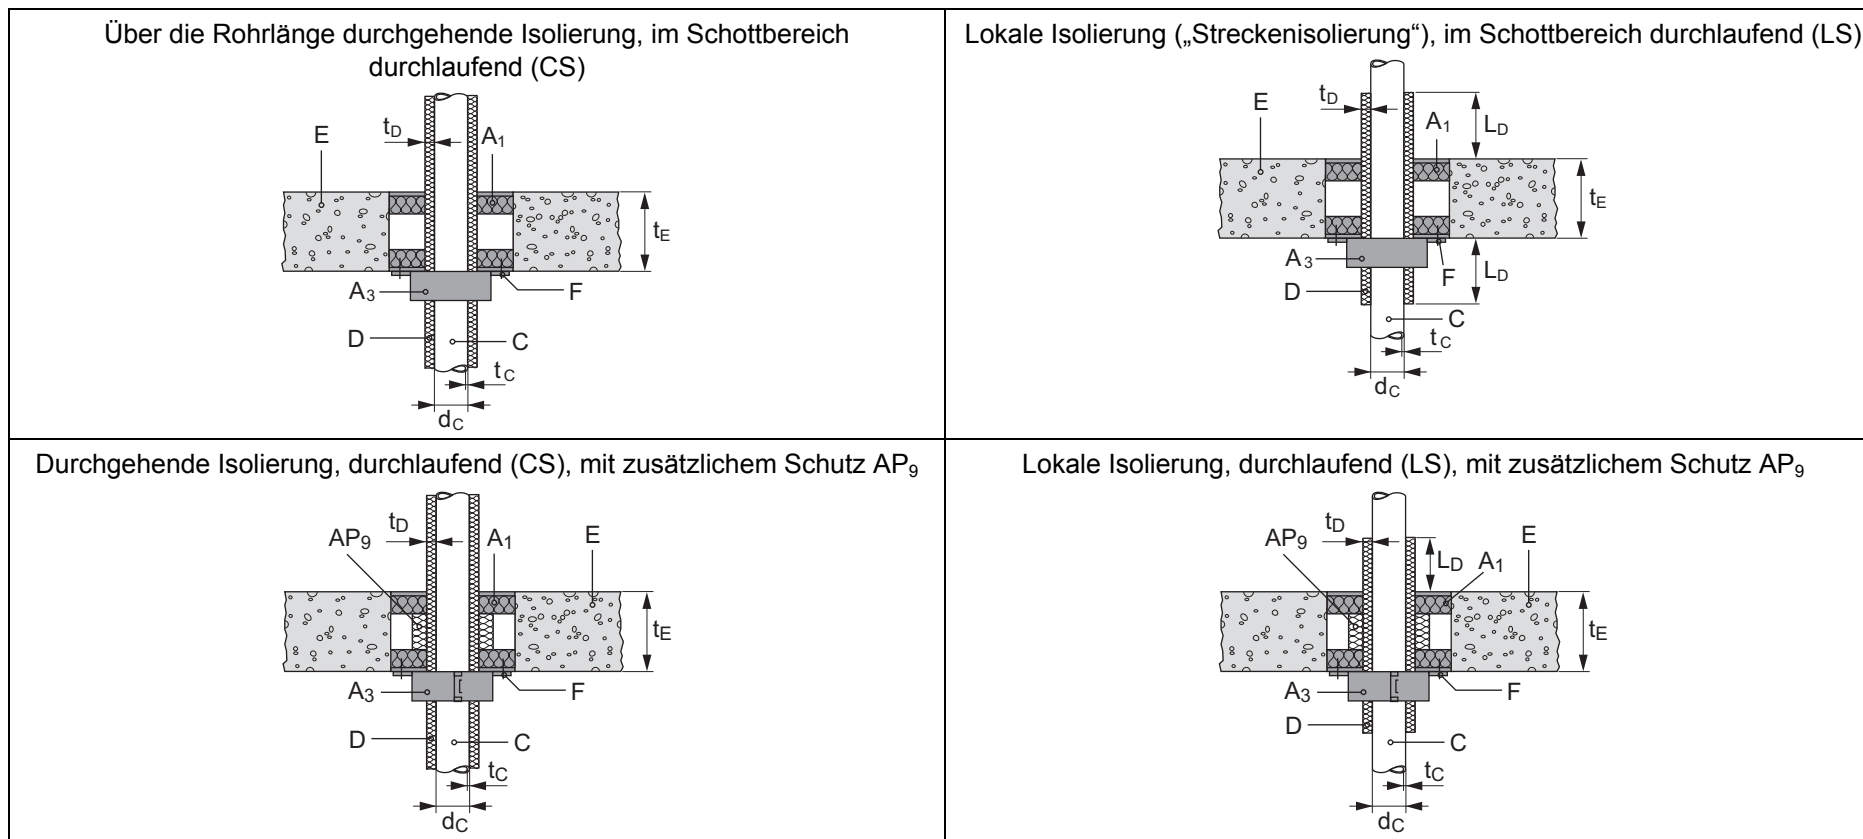 Über die Rohrlänge durchgehende Isolierung, im Schottbereich
durchlaufend (CS)
tD
E
A1
tE
A3
F
D
C
tC
dC
Lokale Isolierung („Streckenisolierung“), im Schottbereich durchlaufend (LS)
tD
E
LD
A1
tE
A3
F
LD
D
C
tC
dC
Durchgehende Isolierung, durchlaufend (CS), mit zusätzlichem Schutz AP9
tD
AP9
A1
E
tE
A3
F
D
C
tC
dC
Lokale Isolierung, durchlaufend (LS), mit zusätzlichem Schutz AP9
tD
AP9
LD
A1
E
tE
A3
F
D
C
tC
dC